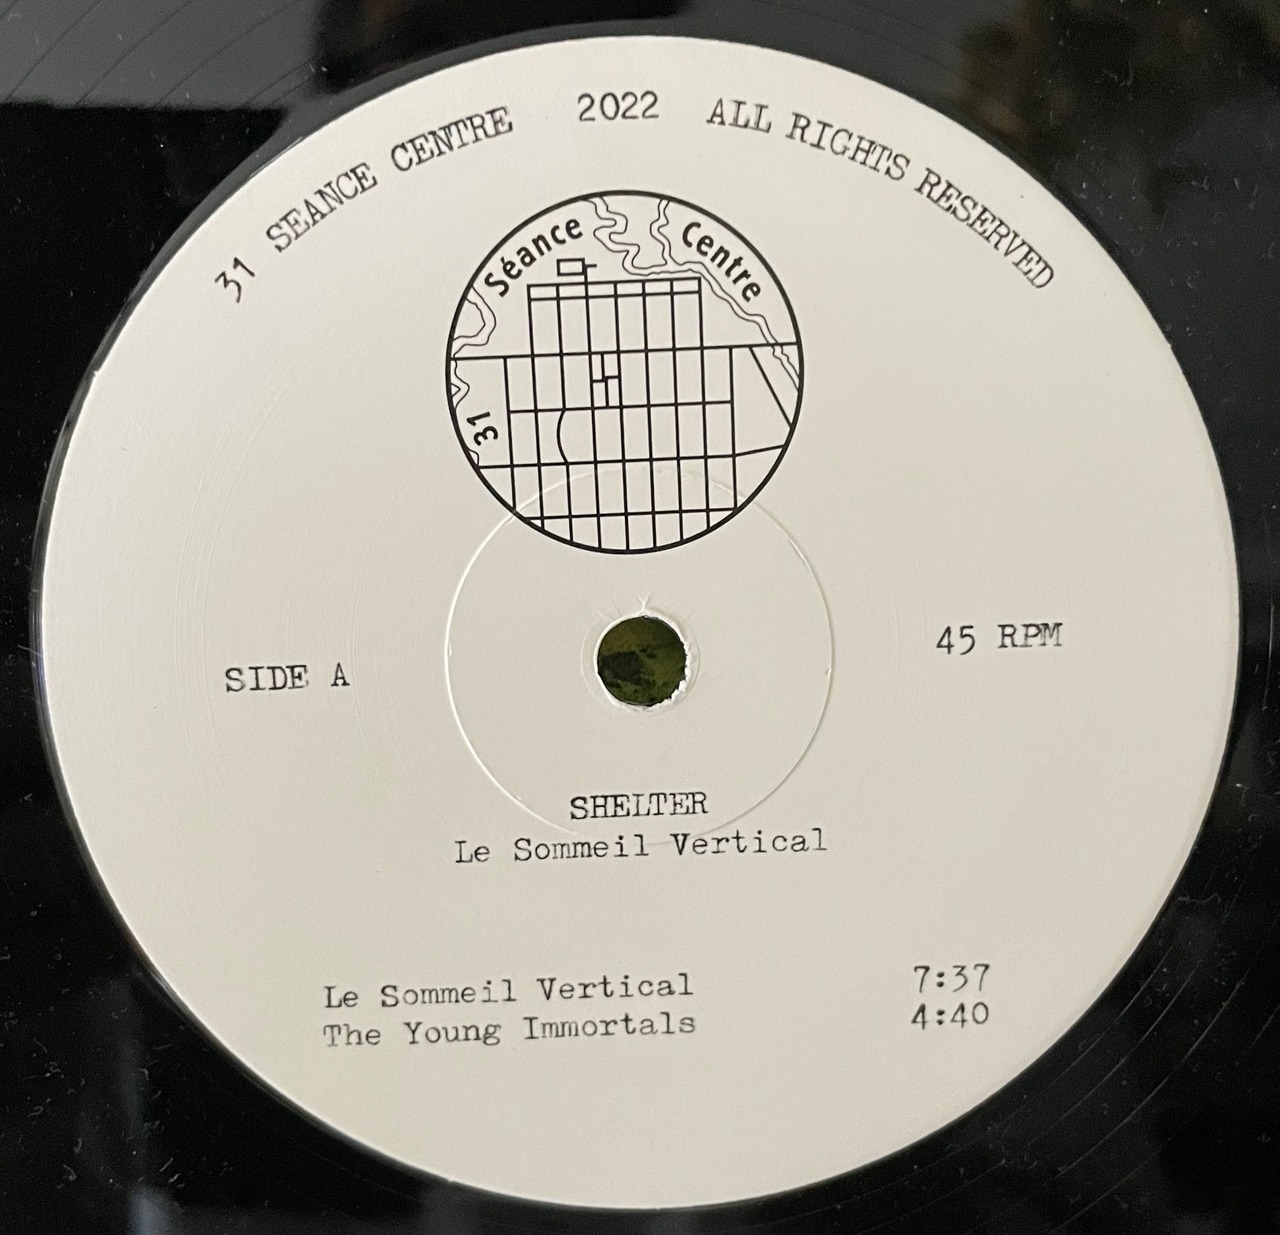 31 SEANCE CENTRE 2022 ALL RIGHTS RESERVED
Séance Centre
31
SIDE A
45 RPM
SHELTER
Le Sommeil Vertical
Le Sommeil Vertical 7:37
The Young Immortals 4:40